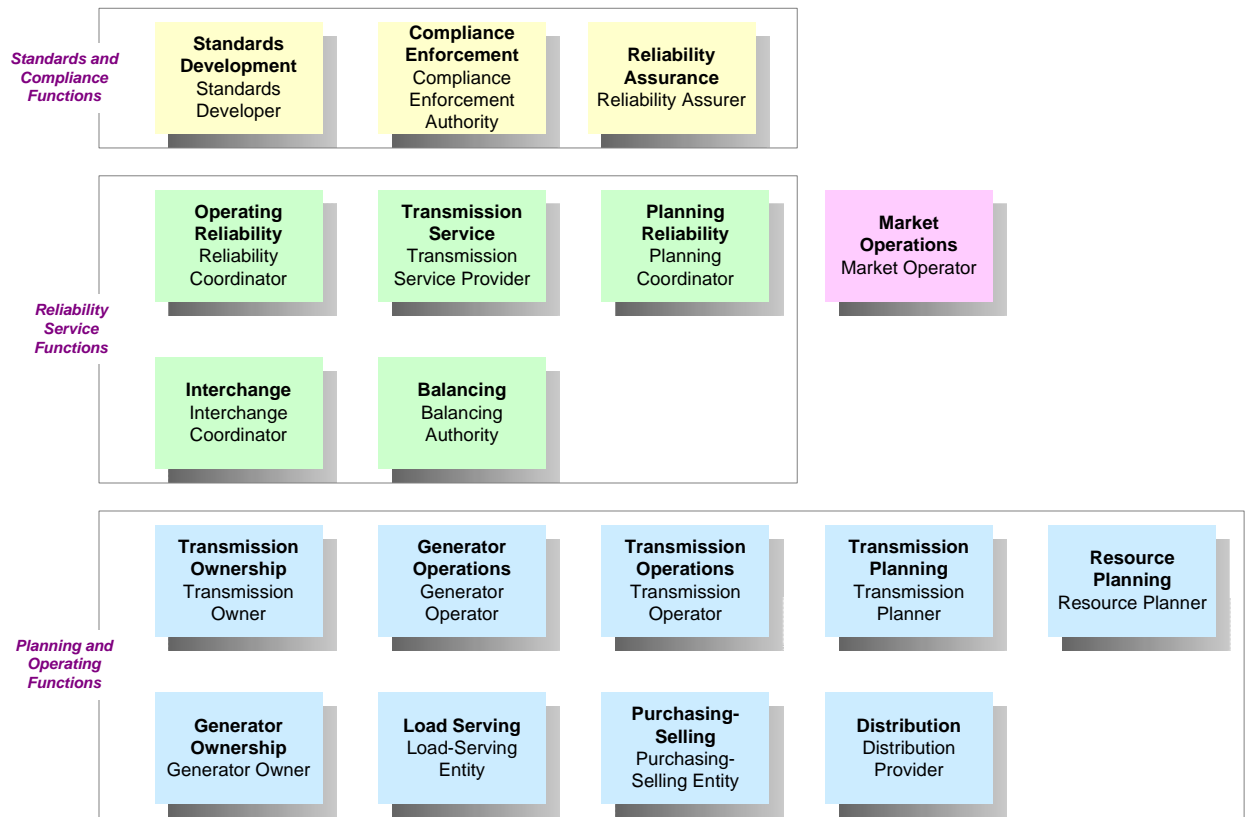 Standards and
Compliance
Functions
Standards
Development
Standards
Developer
Compliance
Enforcement
Compliance
Enforcement
Authority
Reliability
Assurance
Reliability Assurer
Reliability
Service
Functions
Operating
Reliability
Reliability
Coordinator
Transmission
Service
Transmission
Service Provider
Planning
Reliability
Planning
Coordinator
Market
Operations
Market Operator
Interchange
Interchange
Coordinator
Balancing
Balancing
Authority
Planning and
Operating
Functions
Transmission
Ownership
Transmission
Owner
Generator
Operations
Generator
Operator
Transmission
Operations
Transmission
Operator
Transmission
Planning
Transmission
Planner
Resource
Planning
Resource Planner
Generator
Ownership
Generator Owner
Load Serving
Load-Serving
Entity
Purchasing-
Selling
Purchasing-
Selling Entity
Distribution
Distribution
Provider